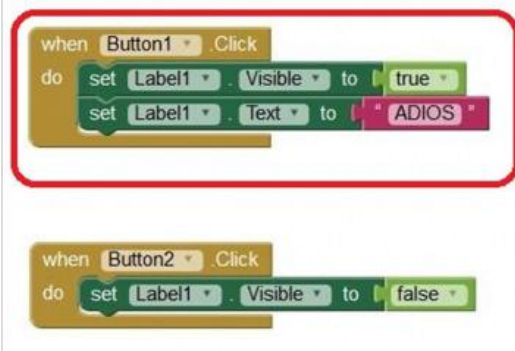 when Button1 .Click
do set Label1 . Visible to true
set Label1 . Text to " ADIOS "
when Button2 .Click
do set Label1 . Visible to false